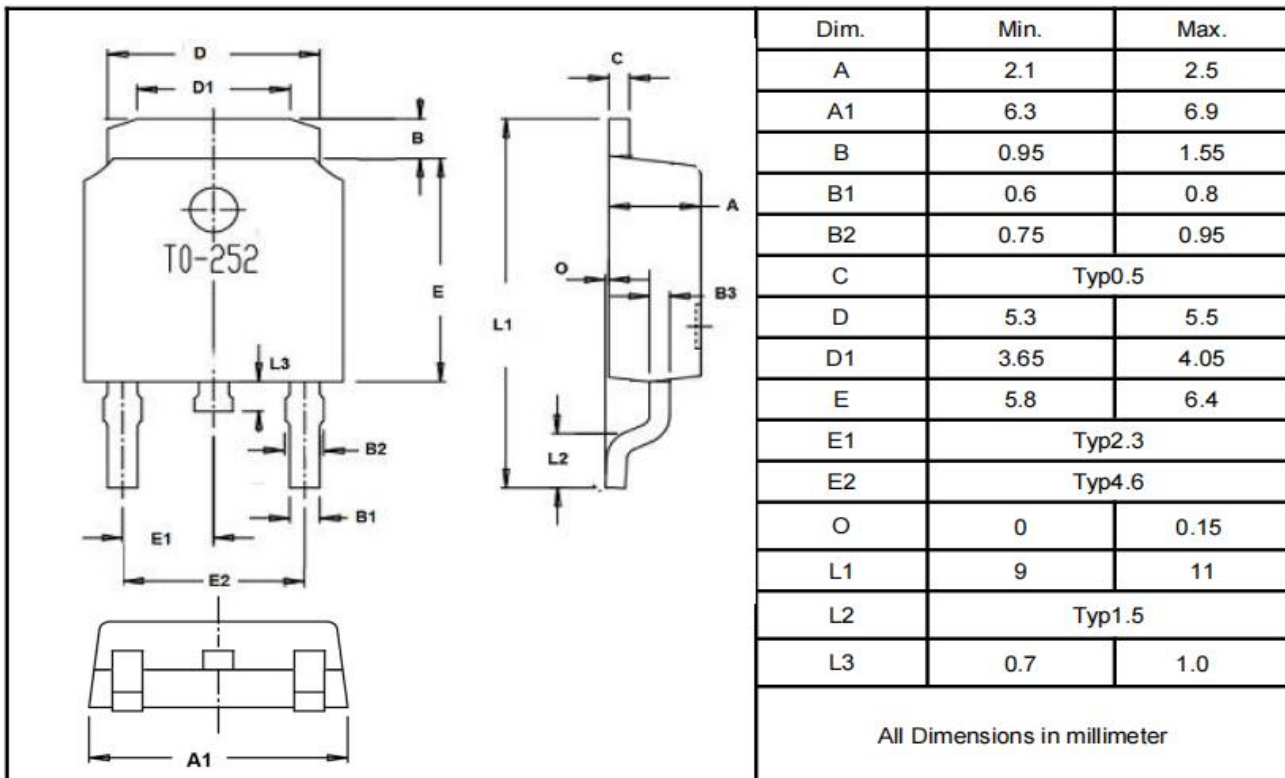 D
D1
B
TO-252
E
L3
B2
B1
E1
E2
A1
C
A
O
B3
L1
L2
Dim. Min. Max.
A 2.1 2.5
A1 6.3 6.9
B 0.95 1.55
B1 0.6 0.8
B2 0.75 0.95
C Typ0.5
D 5.3 5.5
D1 3.65 4.05
E 5.8 6.4
E1 Typ2.3
E2 Typ4.6
O 0 0.15
L1 9 11
L2 Typ1.5
L3 0.7 1.0
All Dimensions in millimeter